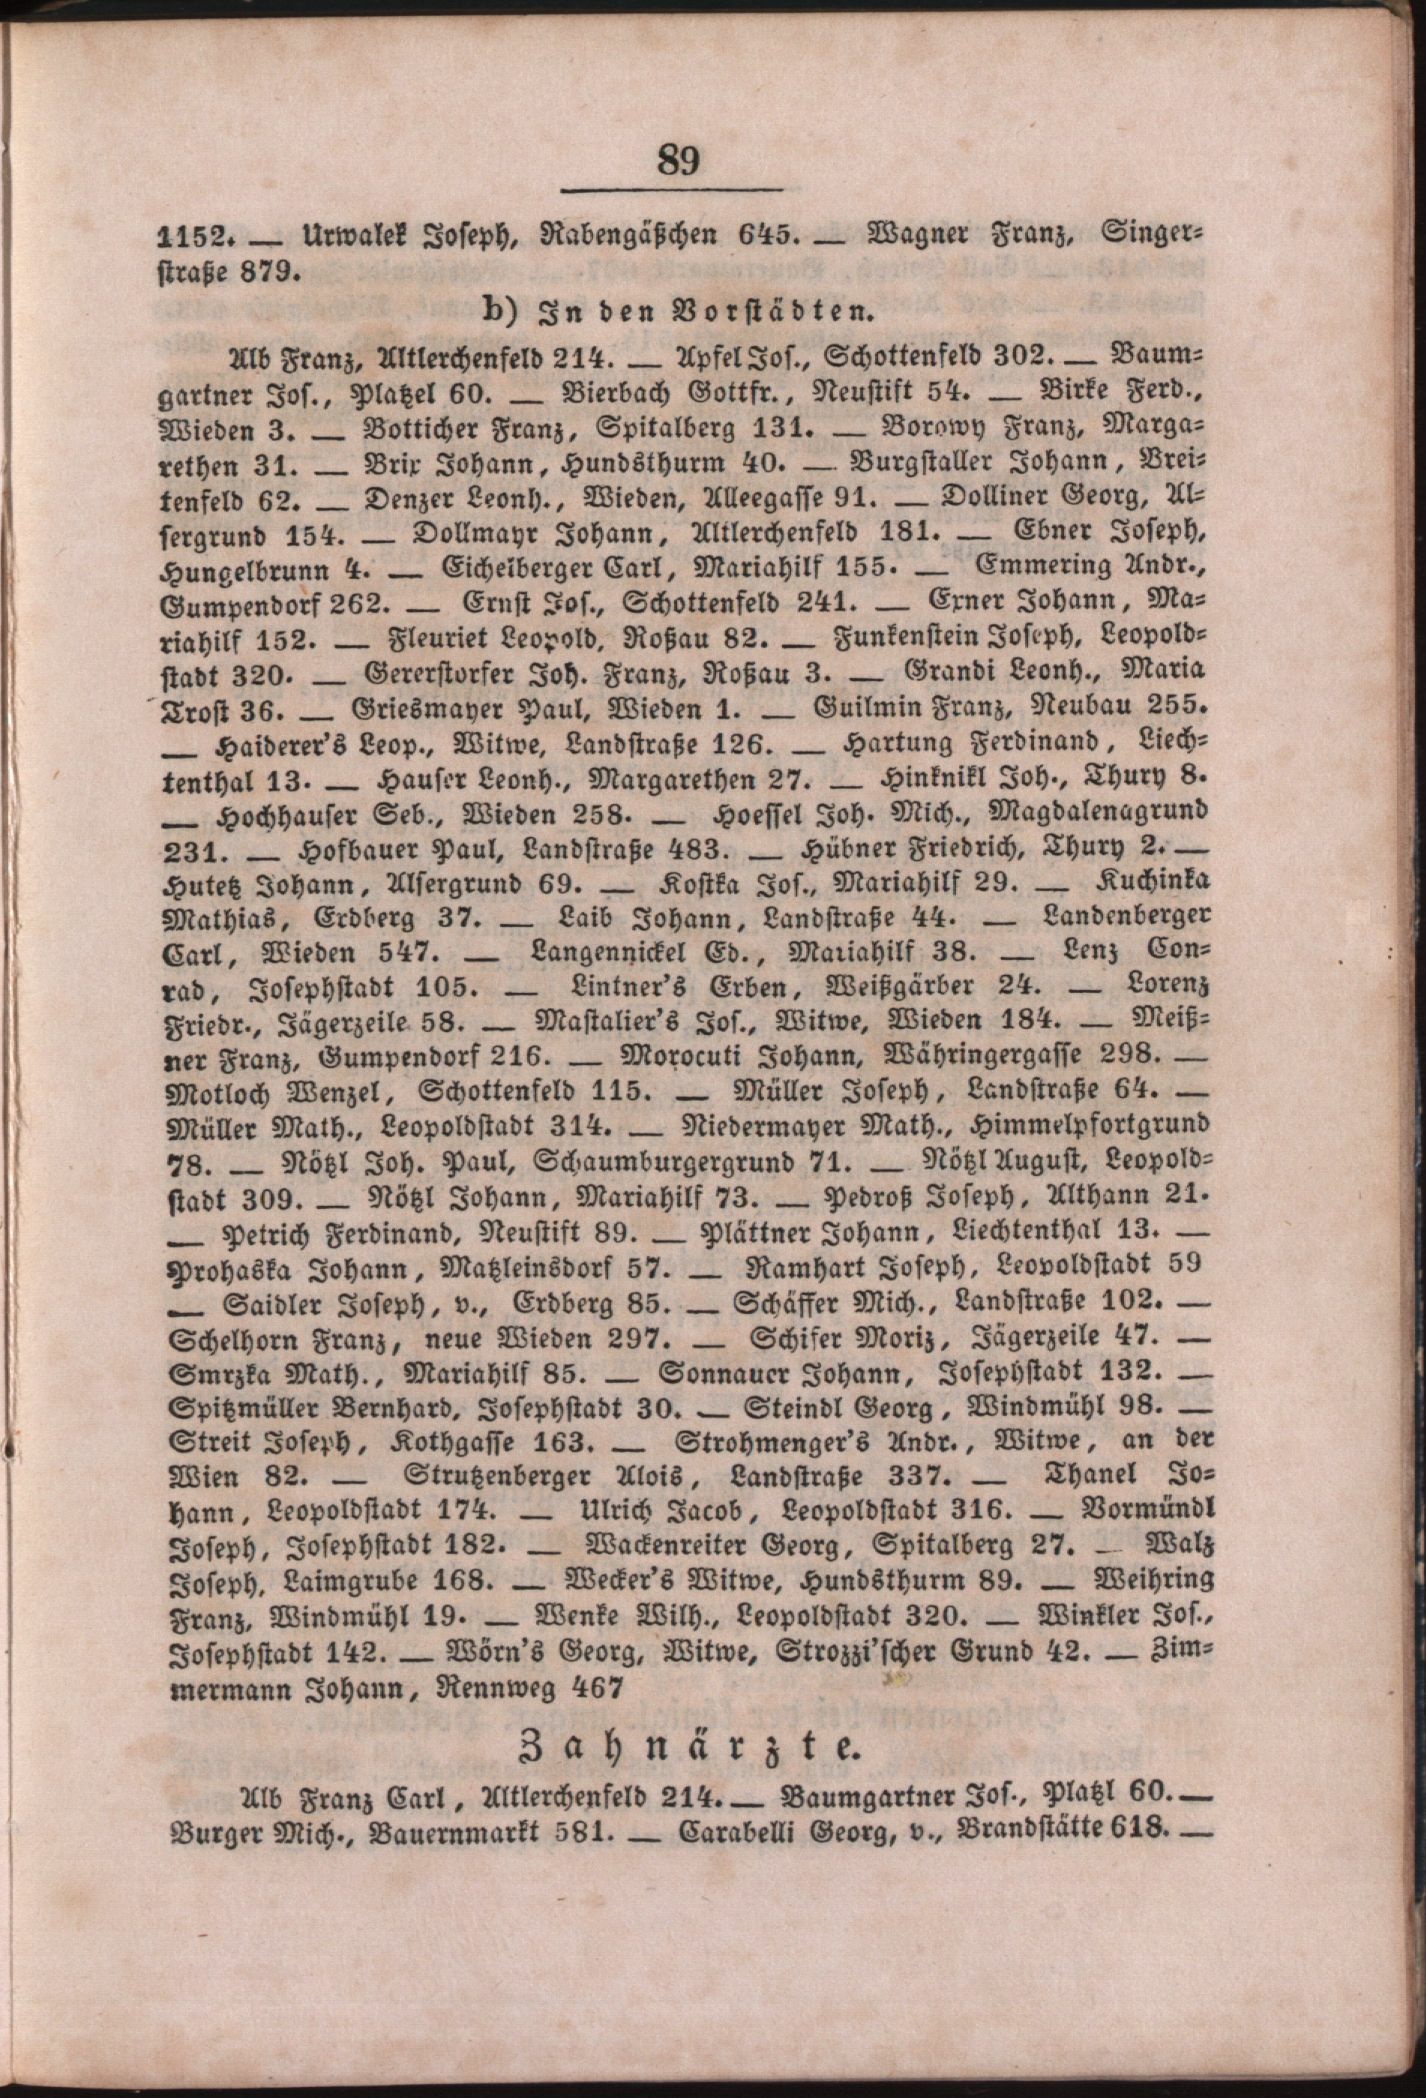 89
1152. — Urwalek Joseph, Rabengäßchen 645. — Wagner Franz, Singer-
straße 879.
b) In den Vorstädten.
Alb Franz, Altlerchenfeld 214. — Apfel Jos., Schottenfeld 302. — Baum-
gartner Jos., Platzel 60. — Bierbach Gottfr., Neustift 54. — Birke Ferd.,
Wieden 3. — Botticher Franz, Spitalberg 131. — Borowy Franz, Marga-
rethen 31. — Brix Johann, Hundsthurm 40. — Burgstaller Johann, Brei-
tenfeld 62. — Denzer Leonh., Wieden, Alleegasse 91. — Dolliner Georg, Al-
sergrund 154. — Dollmayr Johann, Altlerchenfeld 181. — Ebner Joseph,
Hungelbrunn 4. — Eichelberger Carl, Mariahilf 155. — Emmering Andr.,
Gumpendorf 262. — Ernst Jos., Schottenfeld 241. — Exner Johann, Ma-
riahilf 152. — Fleuriet Leopold, Roßau 82. — Funkenstein Joseph, Leopold-
stadt 320. — Gererstorfer Joh. Franz, Roßau 3. — Grandi Leonh., Maria
Trost 36. — Griesmayer Paul, Wieden 1. — Guilmin Franz, Neubau 255.
— Haiderer's Leop., Witwe, Landstraße 126. — Hartung Ferdinand, Liech-
tenthal 13. — Hauser Leonh., Margarethen 27. — Hinknikl Joh., Thury 8.
— Hochhauser Seb., Wieden 258. — Hoessel Joh. Mich., Magdalenagrund
231. — Hofbauer Paul, Landstraße 483. — Hübner Friedrich, Thury 2. —
Hutetz Johann, Alsergrund 69. — Kostka Jos., Mariahilf 29. — Kuchinka
Mathias, Erdberg 37. — Laib Johann, Landstraße 44. — Landenberger
Carl, Wieden 547. — Langennickel Ed., Mariahilf 38. — Lenz Con-
rad, Josephstadt 105. — Lintner's Erben, Weißgärber 24. — Lorenz
Friedr., Jägerzeile 58. — Mastalier's Jos., Witwe, Wieden 184. — Meiß-
ner Franz, Gumpendorf 216. — Morocuti Johann, Währingergasse 298. —
Motloch Wenzel, Schottenfeld 115. — Müller Joseph, Landstraße 64. —
Müller Math., Leopoldstadt 314. — Niedermayer Math., Himmelpfortgrund
78. — Nötzl Joh. Paul, Schaumburgergrund 71. — Nötzl August, Leopold-
stadt 309. — Nötzl Johann, Mariahilf 73. — Pedroß Joseph, Althann 21.
— Petrich Ferdinand, Neustift 89. — Plättner Johann, Liechtenthal 13. —
Prohaska Johann, Matzleinsdorf 57. — Ramhart Joseph, Leopoldstadt 59
— Saidler Joseph, v., Erdberg 85. — Schäffer Mich., Landstraße 102. —
Schelhorn Franz, neue Wieden 297. — Schifer Moriz, Jägerzeile 47. —
Smrzka Math., Mariahilf 85. — Sonnauer Johann, Josephstadt 132. —
Spitzmüller Bernhard, Josephstadt 30. — Steindl Georg, Windmühl 98. —
Streit Joseph, Kothgasse 163. — Strohmenger's Andr., Witwe, an der
Wien 82. — Strutzenberger Alois, Landstraße 337. — Thanel Jo-
hann, Leopoldstadt 174. — Ulrich Jacob, Leopoldstadt 316. — Vormündl
Joseph, Josephstadt 182. — Wackenreiter Georg, Spitalberg 27. — Walz
Joseph, Laimgrube 168. — Wecker's Witwe, Hundsthurm 89. — Weihring
Franz, Windmühl 19. — Wenke Wilh., Leopoldstadt 320. — Winkler Jos.,
Josephstadt 142. — Wörn's Georg, Witwe, Strozzi'scher Grund 42. — Zim-
mermann Johann, Rennweg 467
Zahnärzte.
Alb Franz Carl, Altlerchenfeld 214. — Baumgartner Jos., Platzl 60. —
Burger Mich., Bauernmarkt 581. — Carabelli Georg, v., Brandstätte 618. —